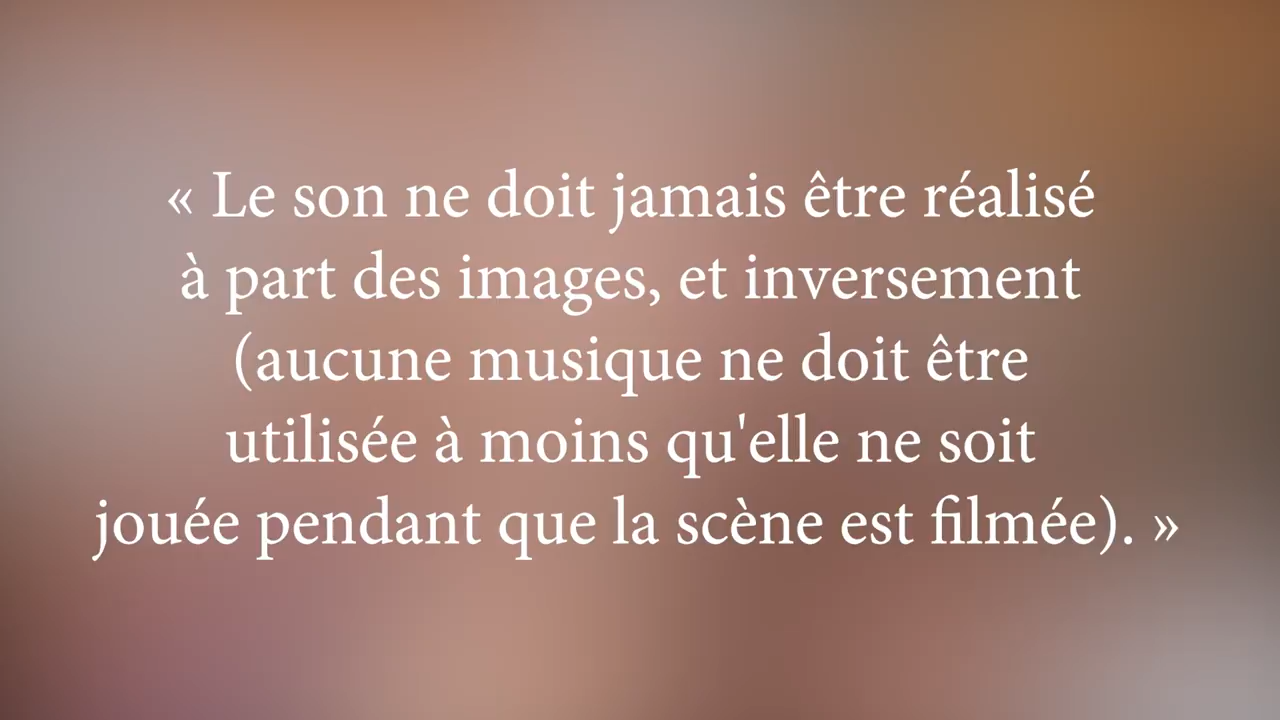 « Le son ne doit jamais être réalisé
à part des images, et inversement
(aucune musique ne doit être
utilisée à moins qu'elle ne soit
jouée pendant que la scène est filmée). »